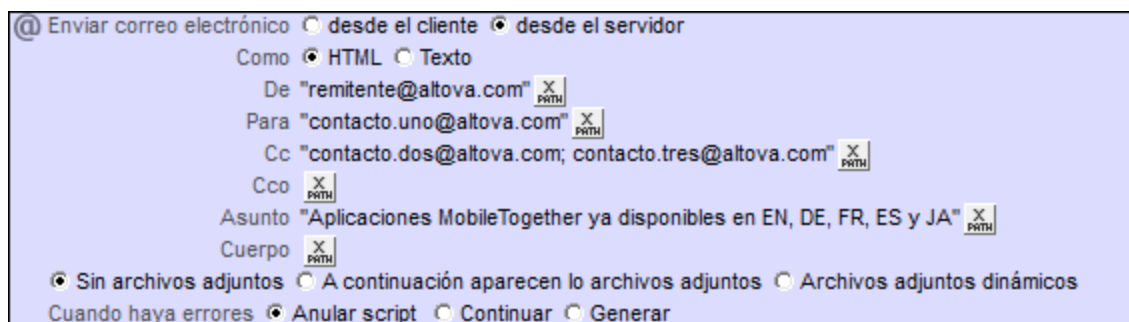 @ Enviar correo electrónico desde el cliente desde el servidor
Como HTML Texto
De "remitente@altova.com" X PATH
Para "contacto.uno@altova.com" X PATH
Cc "contacto.dos@altova.com; contacto.tres@altova.com" X PATH
Cco X PATH
Asunto "Aplicaciones MobileTogether ya disponibles en EN, DE, FR, ES y JA" X PATH
Cuerpo X PATH
Sin archivos adjuntos A continuación aparecen lo archivos adjuntos Archivos adjuntos dinámicos
Cuando haya errores Anular script Continuar Generar